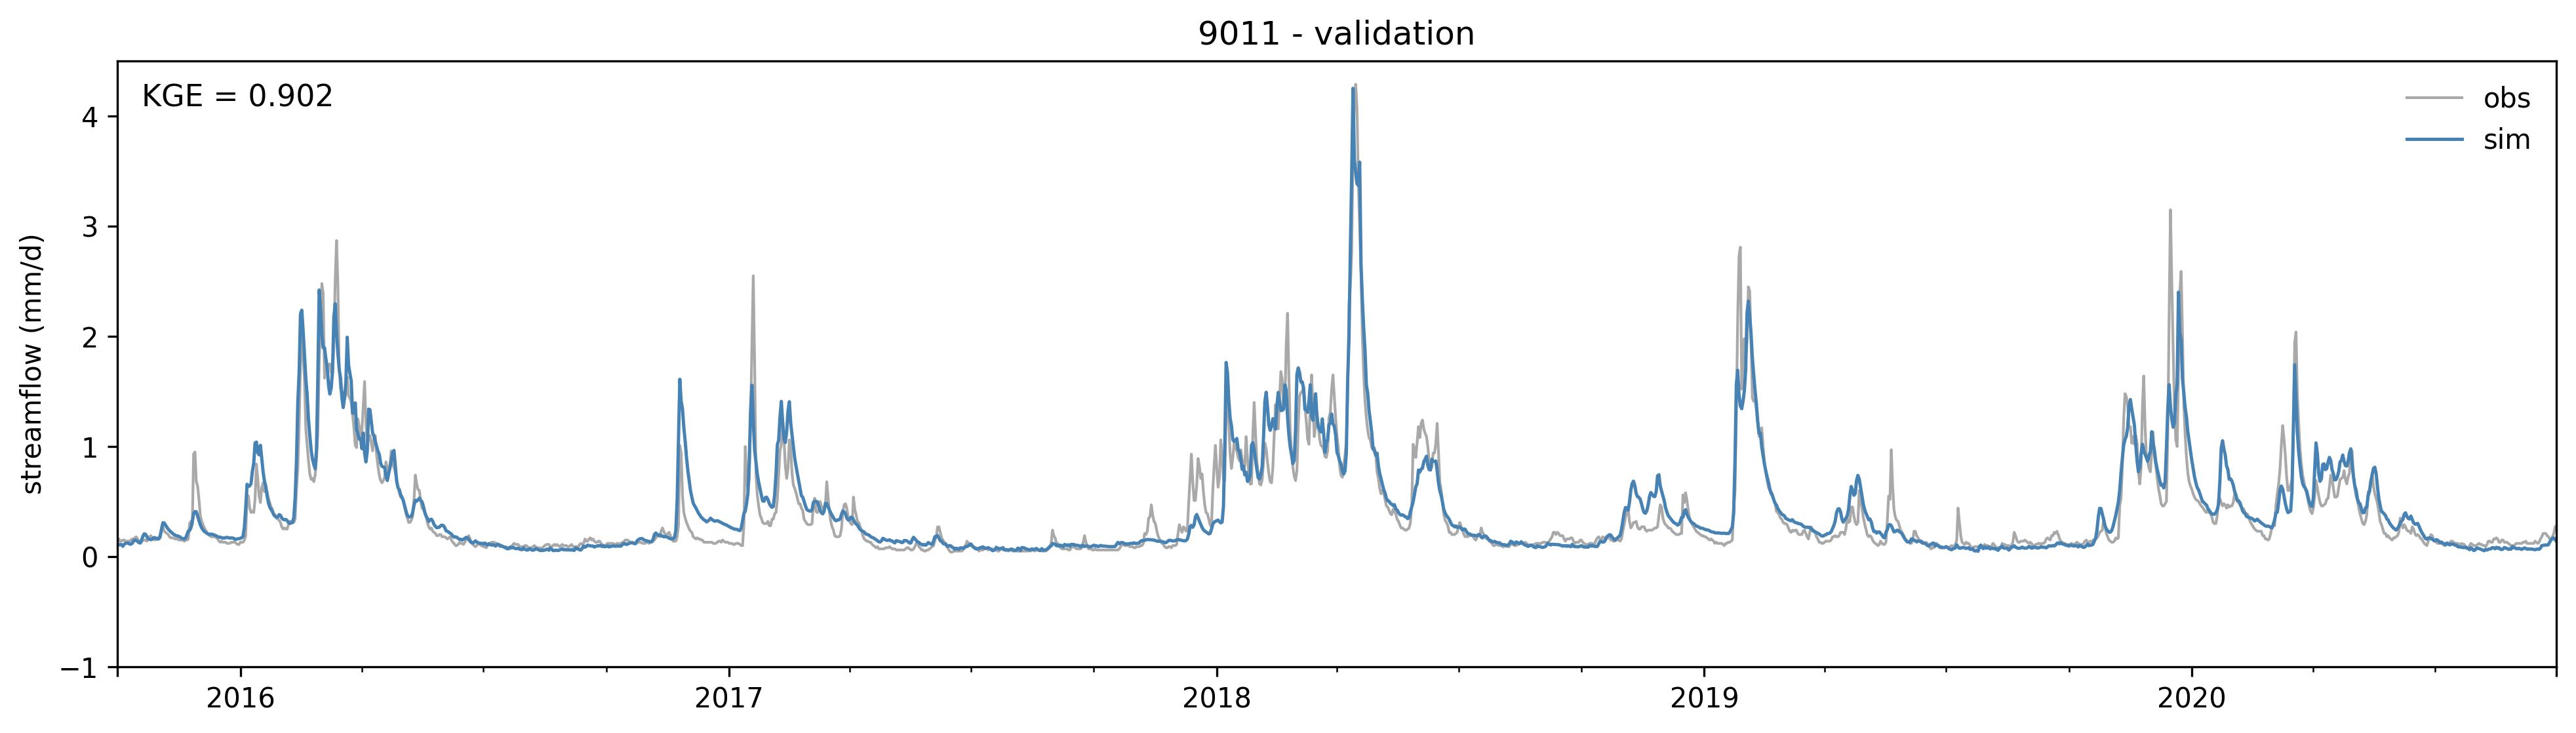 9011 - validation
KGE = 0.902
obs
sim
streamflow (mm/d)
4
3
2
1
0
−1
2016
2017
2018
2019
2020